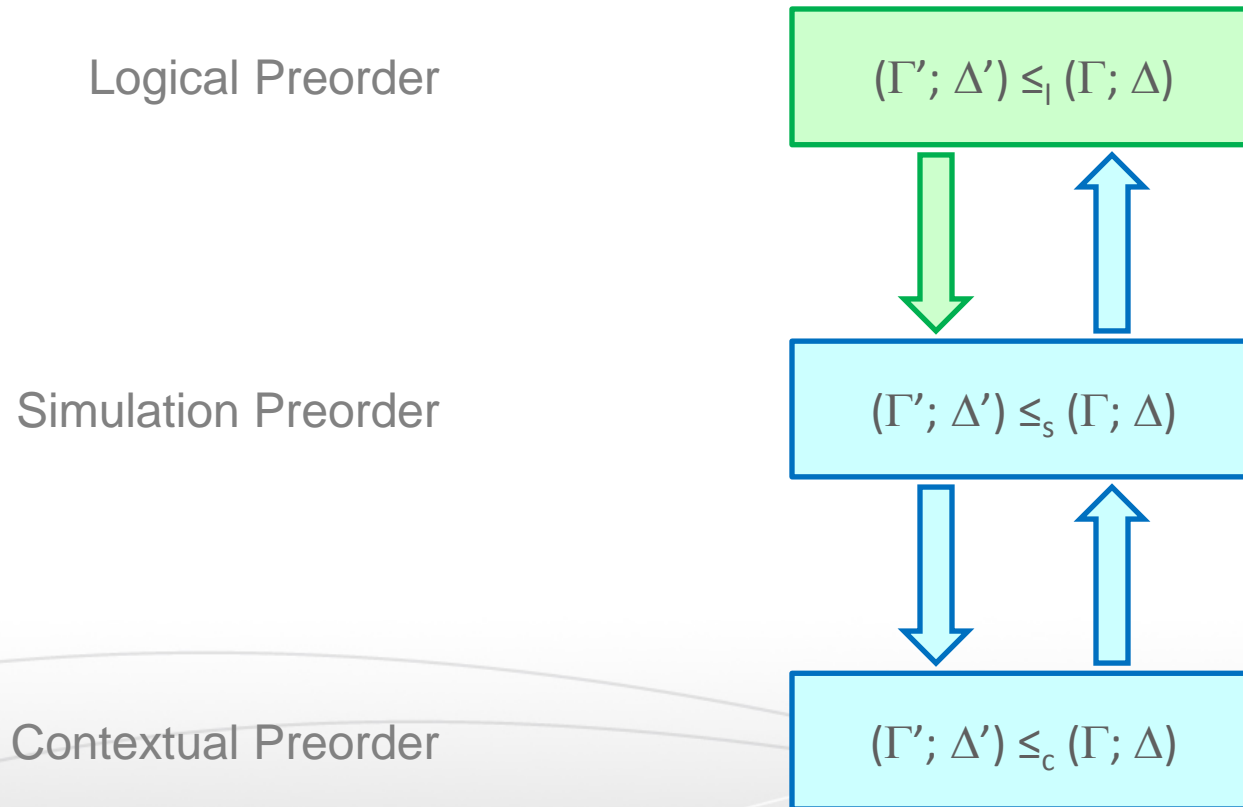 Logical Preorder
(Γ’; Δ’) ≤ₗ (Γ; Δ)
Simulation Preorder
(Γ’; Δ’) ≤ₛ (Γ; Δ)
Contextual Preorder
(Γ’; Δ’) ≤c (Γ; Δ)